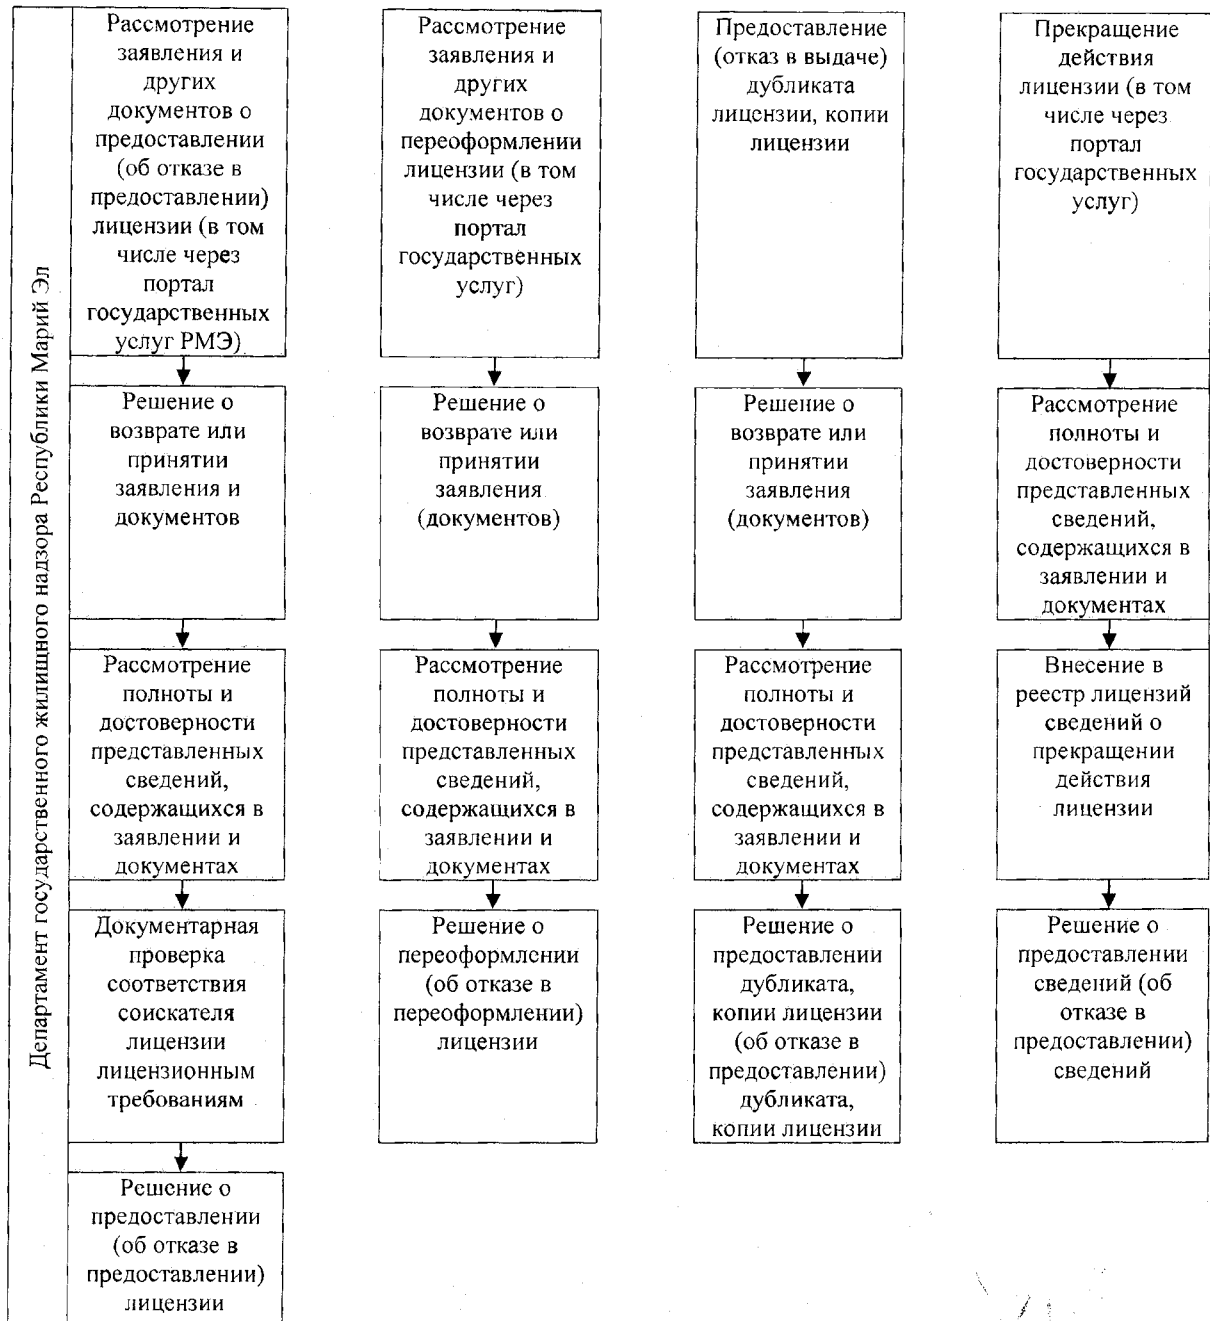 Департамент государственного жилищного надзора Республики Марий Эл
Рассмотрение
заявления и
других
документов о
предоставлении
(об отказе в
предоставлении)
лицензии (в том
числе через
портал
государственных
услуг РМЭ)
Решение о
возврате или
принятии
заявления и
документов
Рассмотрение
полноты и
достоверности
представленных
сведений,
содержащихся в
заявлении и
документах
Документарная
проверка
соответствия
соискателя
лицензии
лицензионным
требованиям
Решение о
предоставлении
(об отказе в
предоставлении)
лицензии
Рассмотрение
заявления и
других
документов о
переоформлении
лицензии (в том
числе через
портал
государственных
услуг)
Решение о
возврате или
принятии
заявления
(документов)
Рассмотрение
полноты и
достоверности
представленных
сведений,
содержащихся в
заявлении и
документах
Решение о
переоформлении
(об отказе в
переоформлении)
лицензии
Предоставление
(отказ в выдаче)
дубликата
лицензии, копии
лицензии
Решение о
возврате или
принятии
заявления
(документов)
Рассмотрение
полноты и
достоверности
представленных
сведений,
содержащихся в
заявлении и
документах
Решение о
предоставлении
дубликата,
копии лицензии
(об отказе в
предоставлении)
дубликата,
копии лицензии
Прекращение
действия
лицензии (в том
числе через
портал
государственных
услуг)
Рассмотрение
полноты и
достоверности
представленных
сведений,
содержащихся в
заявлении и
документах
Внесение в
реестр лицензий
сведений о
прекращении
действия
лицензии
Решение о
предоставлении
сведений (об
отказе в
предоставлении)
сведений